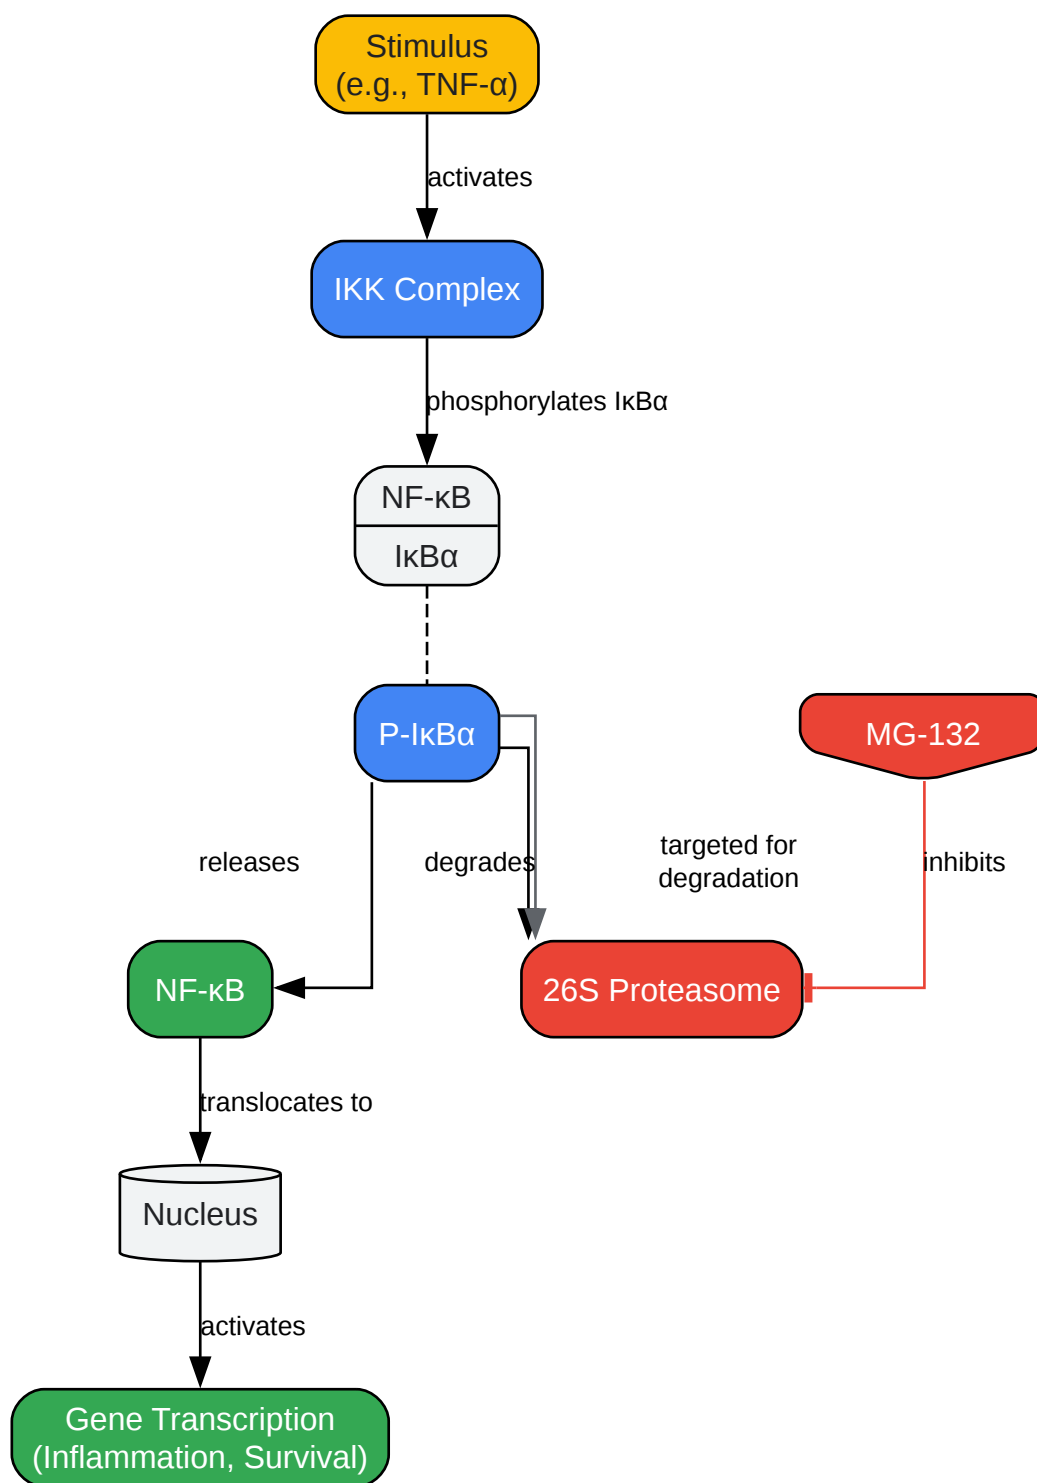 Stimulus
(e.g., TNF-α)
activates
IKK Complex
phosphorylates IκBα
NF-κB
IκBα
P-IκBα
MG-132
releases
degrades
targeted for
degradation
inhibits
NF-κB
26S Proteasome
translocates to
Nucleus
activates
Gene Transcription
(Inflammation, Survival)